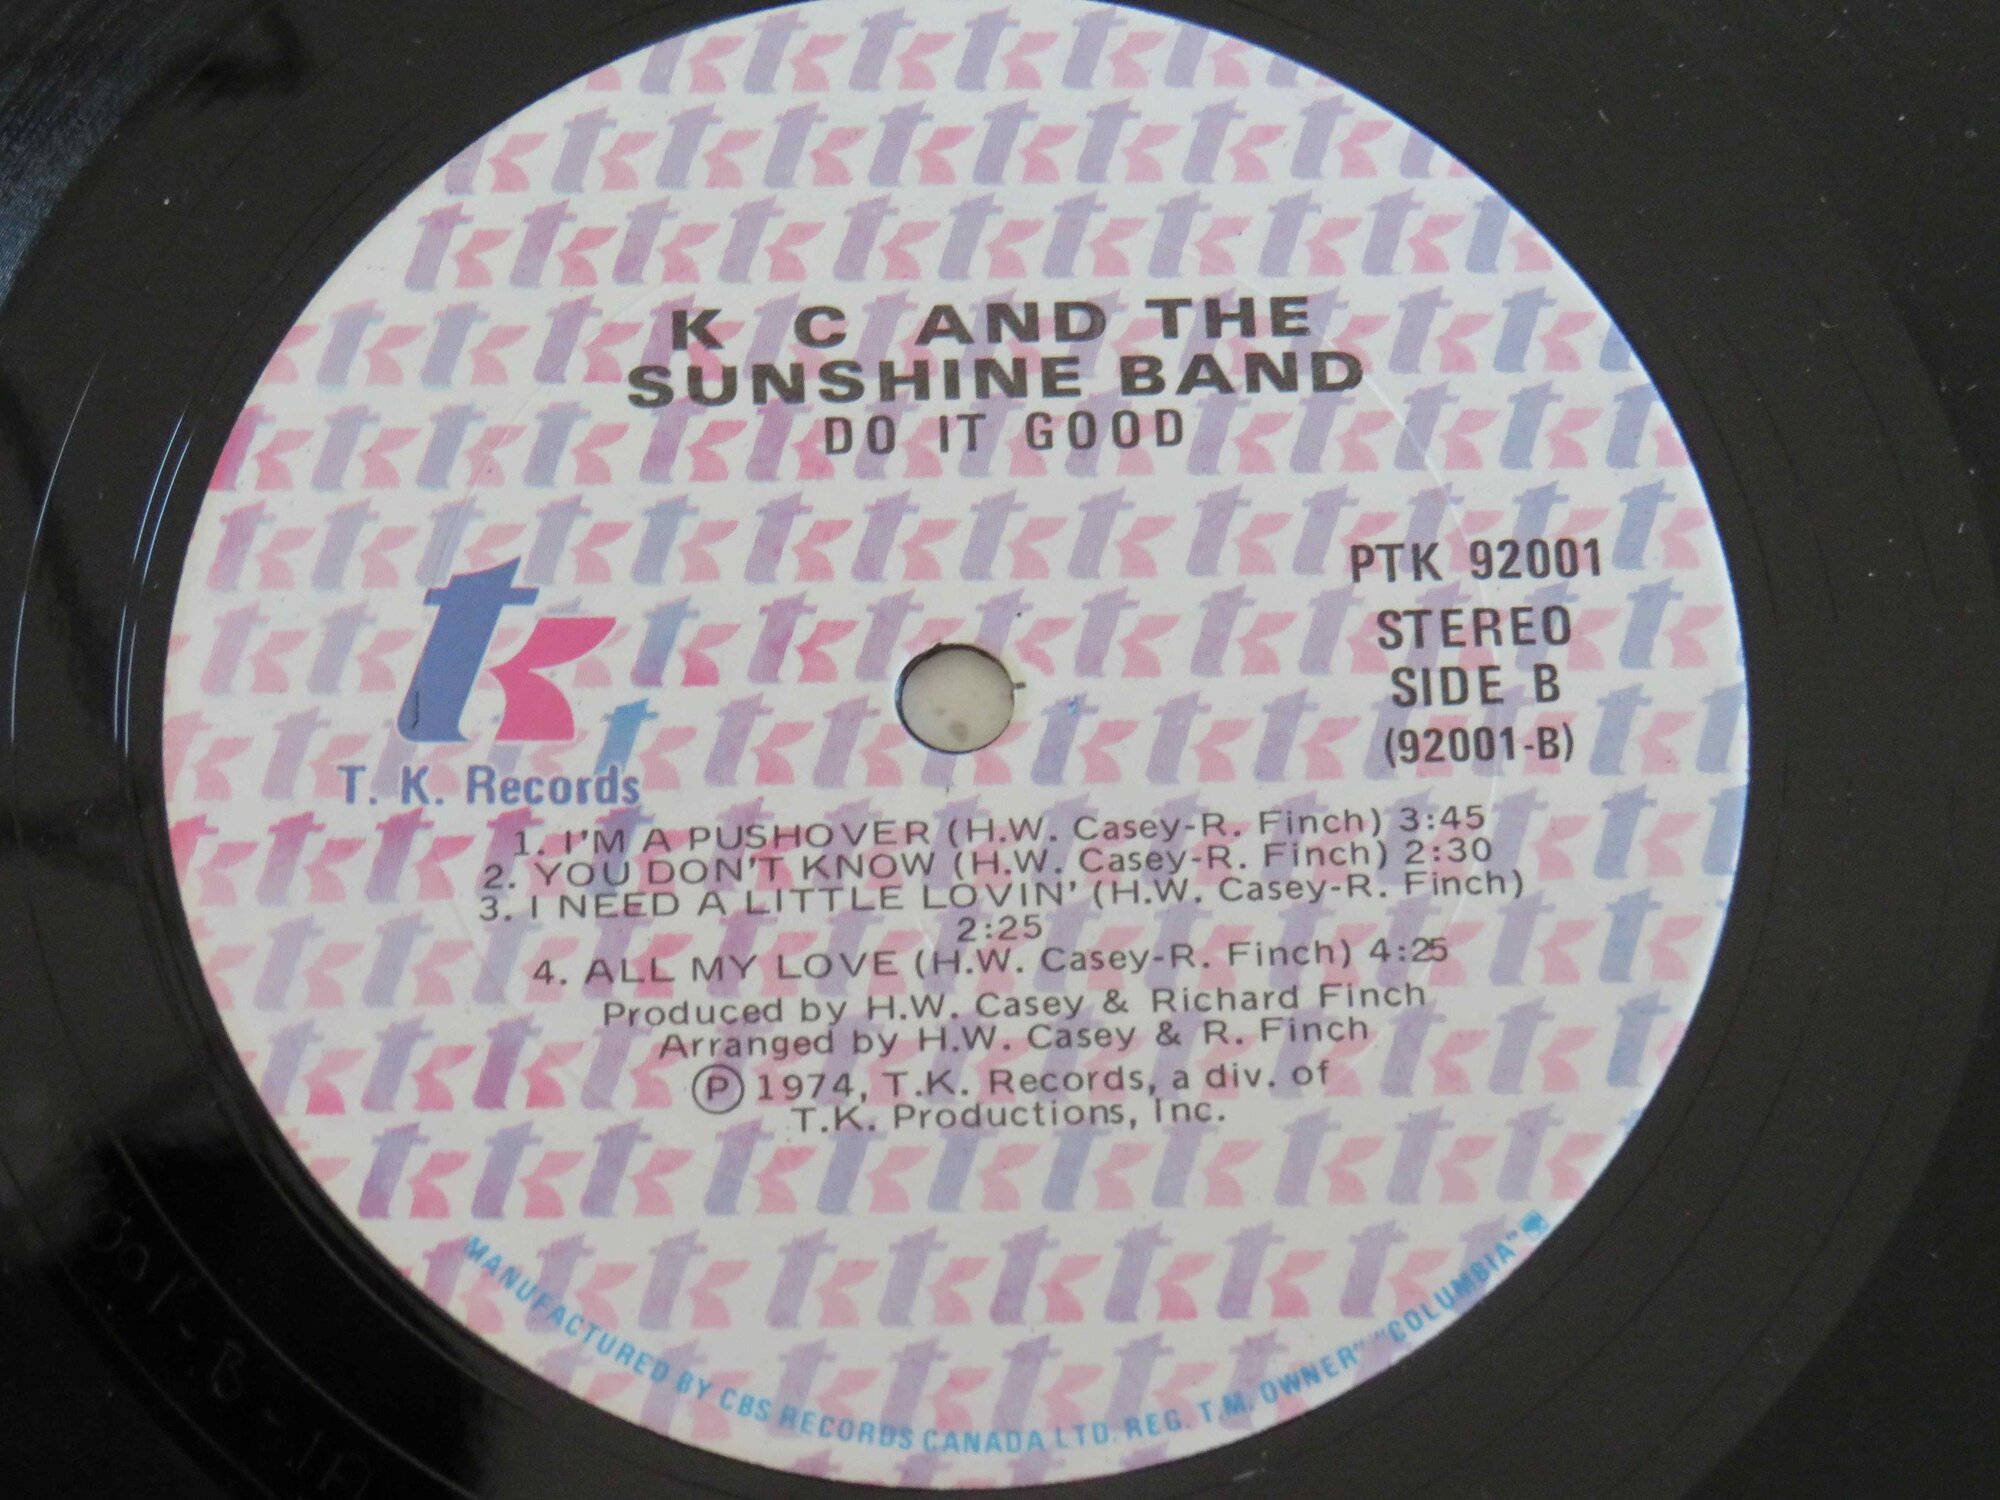 K C AND THE
SUNSHINE BAND
DO IT GOOD
PTK 92001
STEREO
SIDE B
(92001-B)
tk
T. K. Records
1. I'M A PUSHOVER (H.W. Casey-R. Finch) 3:45
2. YOU DON'T KNOW (H.W. Casey-R. Finch) 2:30
3. I NEED A LITTLE LOVIN' (H.W. Casey-R. Finch)
2:25
4. ALL MY LOVE (H.W. Casey-R. Finch) 4:25
Produced by H.W. Casey & Richard Finch
Arranged by H.W. Casey & R. Finch
Ⓟ 1974, T.K. Records, a div. of
T.K. Productions, Inc.
MANUFACTURED BY CBS RECORDS CANADA LTD. REG. T.M. OWNER" "COLUMBIA"